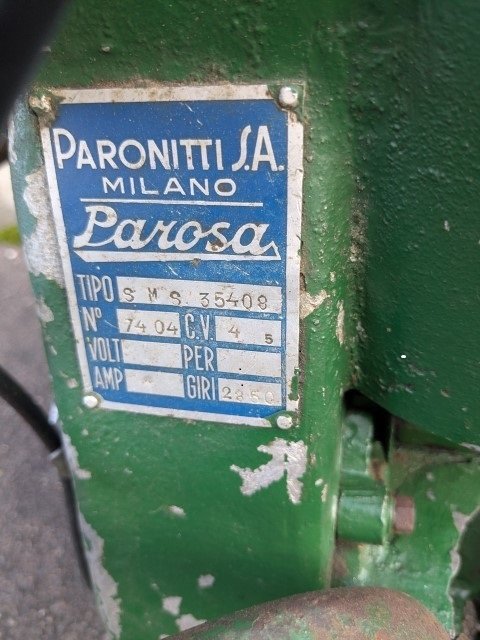 PARONITTI S.A.
MILANO
Parosa
TIPO S M S. 35408
Nº 7404 C.V. 4 5
VOLT PER
AMP GIRI 2850